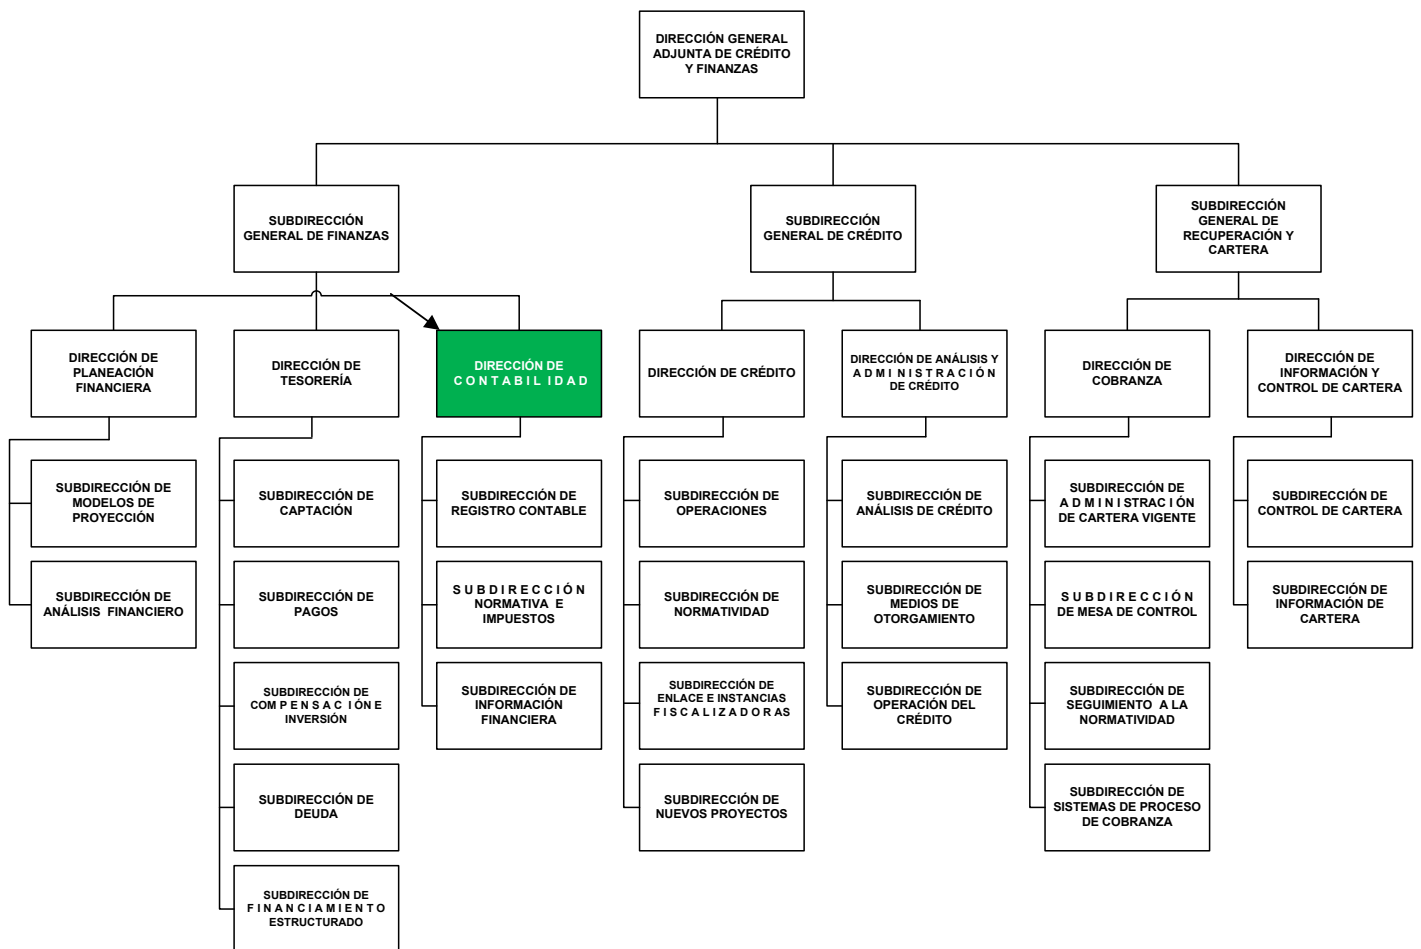 DIRECCIÓN GENERAL
ADJUNTA DE CRÉDITO
Y FINANZAS
SUBDIRECCIÓN
GENERAL DE FINANZAS
SUBDIRECCIÓN
GENERAL DE CRÉDITO
SUBDIRECCIÓN
GENERAL DE
RECUPERACIÓN Y
CARTERA
DIRECCIÓN DE
PLANEACIÓN
FINANCIERA
DIRECCIÓN DE
TESORERÍA
DIRECCIÓN DE
CONTABILIDAD
DIRECCIÓN DE CRÉDITO
DIRECCIÓN DE ANÁLISIS Y
ADMINISTRACIÓN
DE CRÉDITO
DIRECCIÓN DE
COBRANZA
DIRECCIÓN DE
INFORMACIÓN Y
CONTROL DE CARTERA
SUBDIRECCIÓN DE
MODELOS DE
PROYECCIÓN
SUBDIRECCIÓN DE
CAPTACIÓN
SUBDIRECCIÓN DE
REGISTRO CONTABLE
SUBDIRECCIÓN DE
OPERACIONES
SUBDIRECCIÓN DE
ANÁLISIS DE CRÉDITO
SUBDIRECCIÓN DE
ADMINISTRACIÓN
DE CARTERA VIGENTE
SUBDIRECCIÓN DE
CONTROL DE CARTERA
SUBDIRECCIÓN DE
ANÁLISIS FINANCIERO
SUBDIRECCIÓN DE
PAGOS
SUBDIRECCIÓN
NORMATIVA E
IMPUESTOS
SUBDIRECCIÓN DE
NORMATIVIDAD
SUBDIRECCIÓN DE
MEDIOS DE
OTORGAMIENTO
SUBDIRECCIÓN
DE MESA DE CONTROL
SUBDIRECCIÓN DE
INFORMACIÓN DE
CARTERA
SUBDIRECCIÓN DE
COMPENSACIÓN E
INVERSIÓN
SUBDIRECCIÓN DE
INFORMACIÓN
FINANCIERA
SUBDIRECCIÓN DE
ENLACE E INSTANCIAS
FISCALIZADORAS
SUBDIRECCIÓN DE
OPERACIÓN DEL
CRÉDITO
SUBDIRECCIÓN DE
SEGUIMIENTO A LA
NORMATIVIDAD
SUBDIRECCIÓN DE
DEUDA
SUBDIRECCIÓN DE
NUEVOS PROYECTOS
SUBDIRECCIÓN DE
SISTEMAS DE PROCESO
DE COBRANZA
SUBDIRECCIÓN DE
FINANCIAMIENTO
ESTRUCTURADO